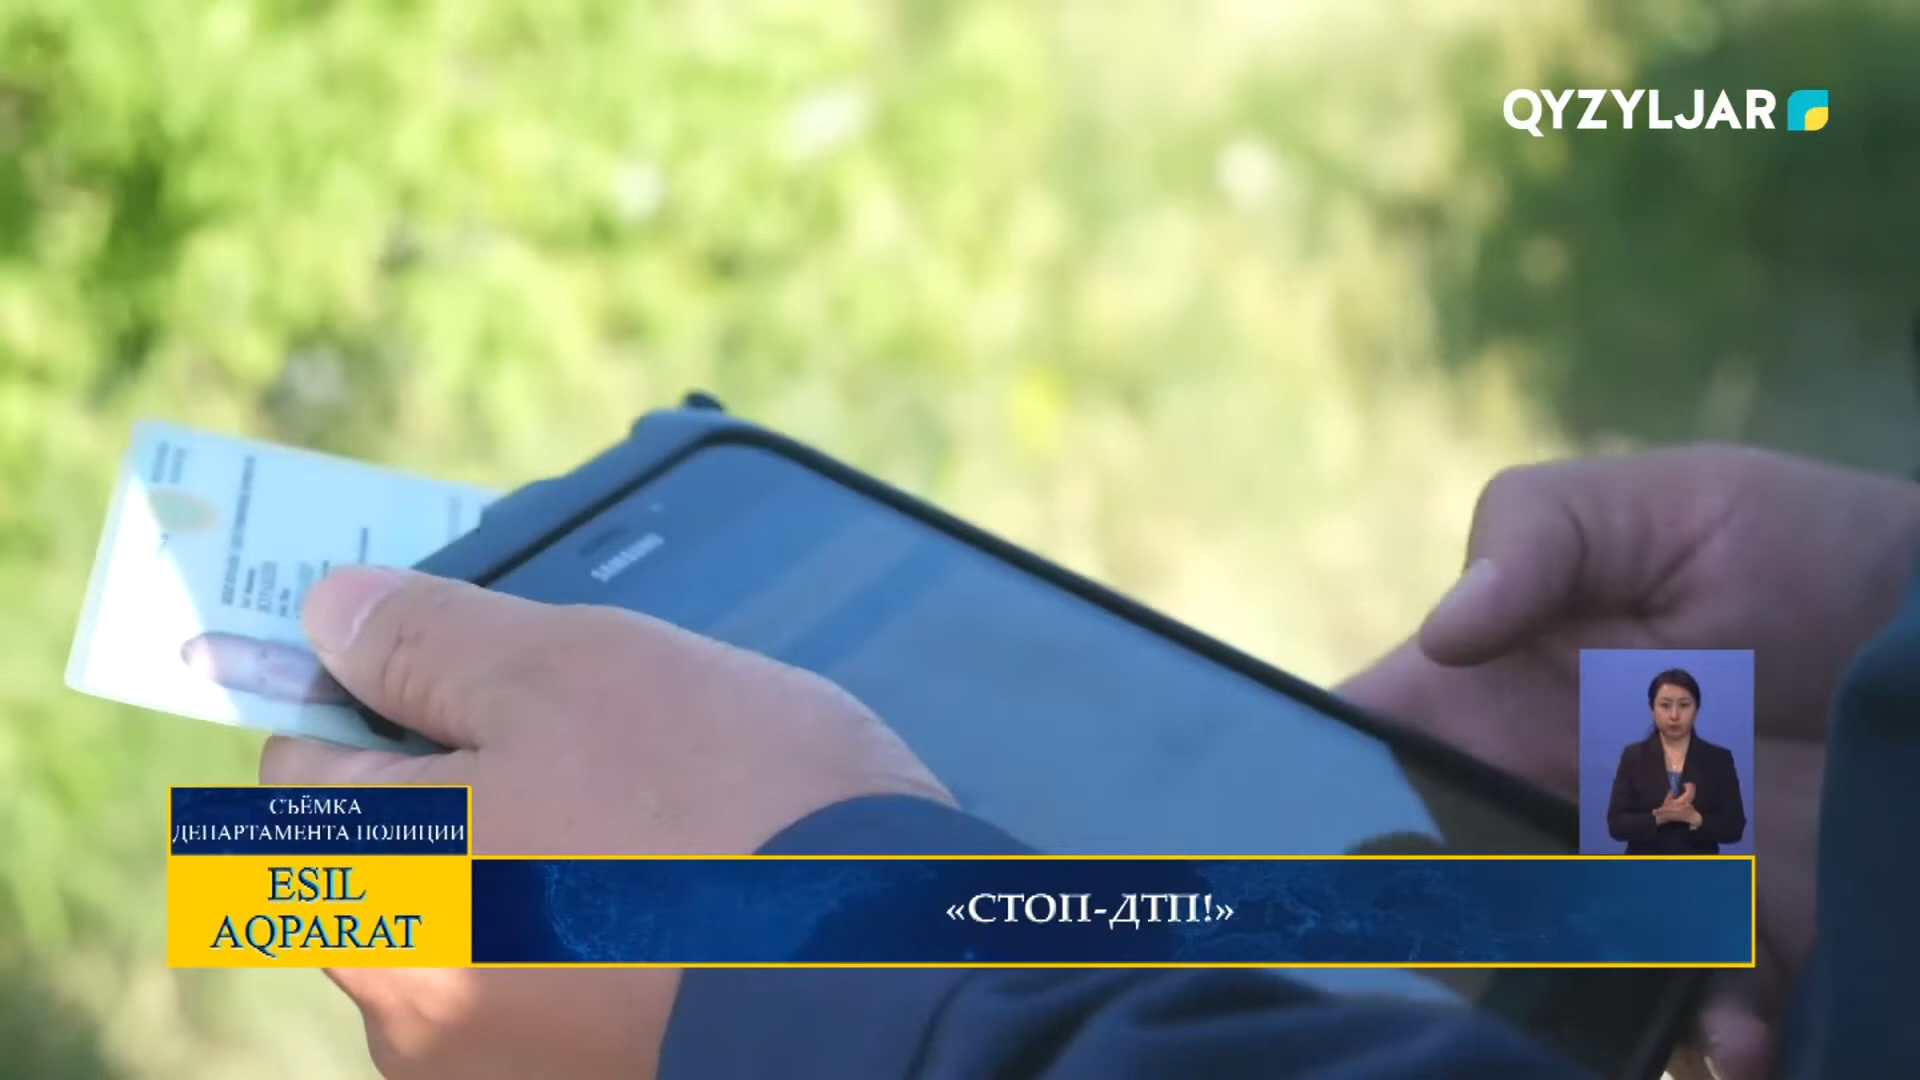 QYZYLJAR
SAMSUNG
СЪЁМКА
ДЕПАРТАМЕНТА ПОЛИЦИИ
ESIL
AQPARAT
«СТОП-ДТП!»